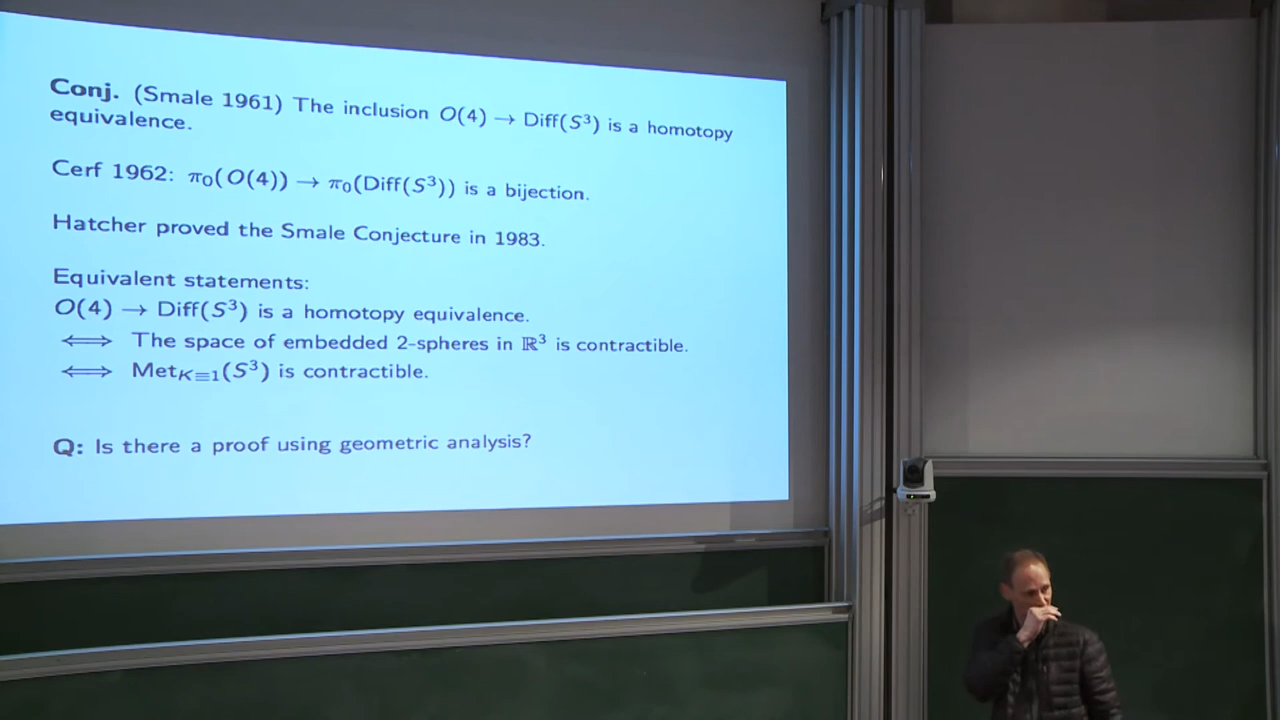 Conj. (Smale 1961) The inclusion O(4) → Diff(S³) is a homotopy
equivalence.
Cerf 1962: π₀(O(4)) → π₀(Diff(S³)) is a bijection.
Hatcher proved the Smale Conjecture in 1983.
Equivalent statements:
O(4) → Diff(S³) is a homotopy equivalence.
⟺ The space of embedded 2-spheres in ℝ³ is contractible.
⟺ Met_{K≡1}(S³) is contractible.
Q: Is there a proof using geometric analysis?